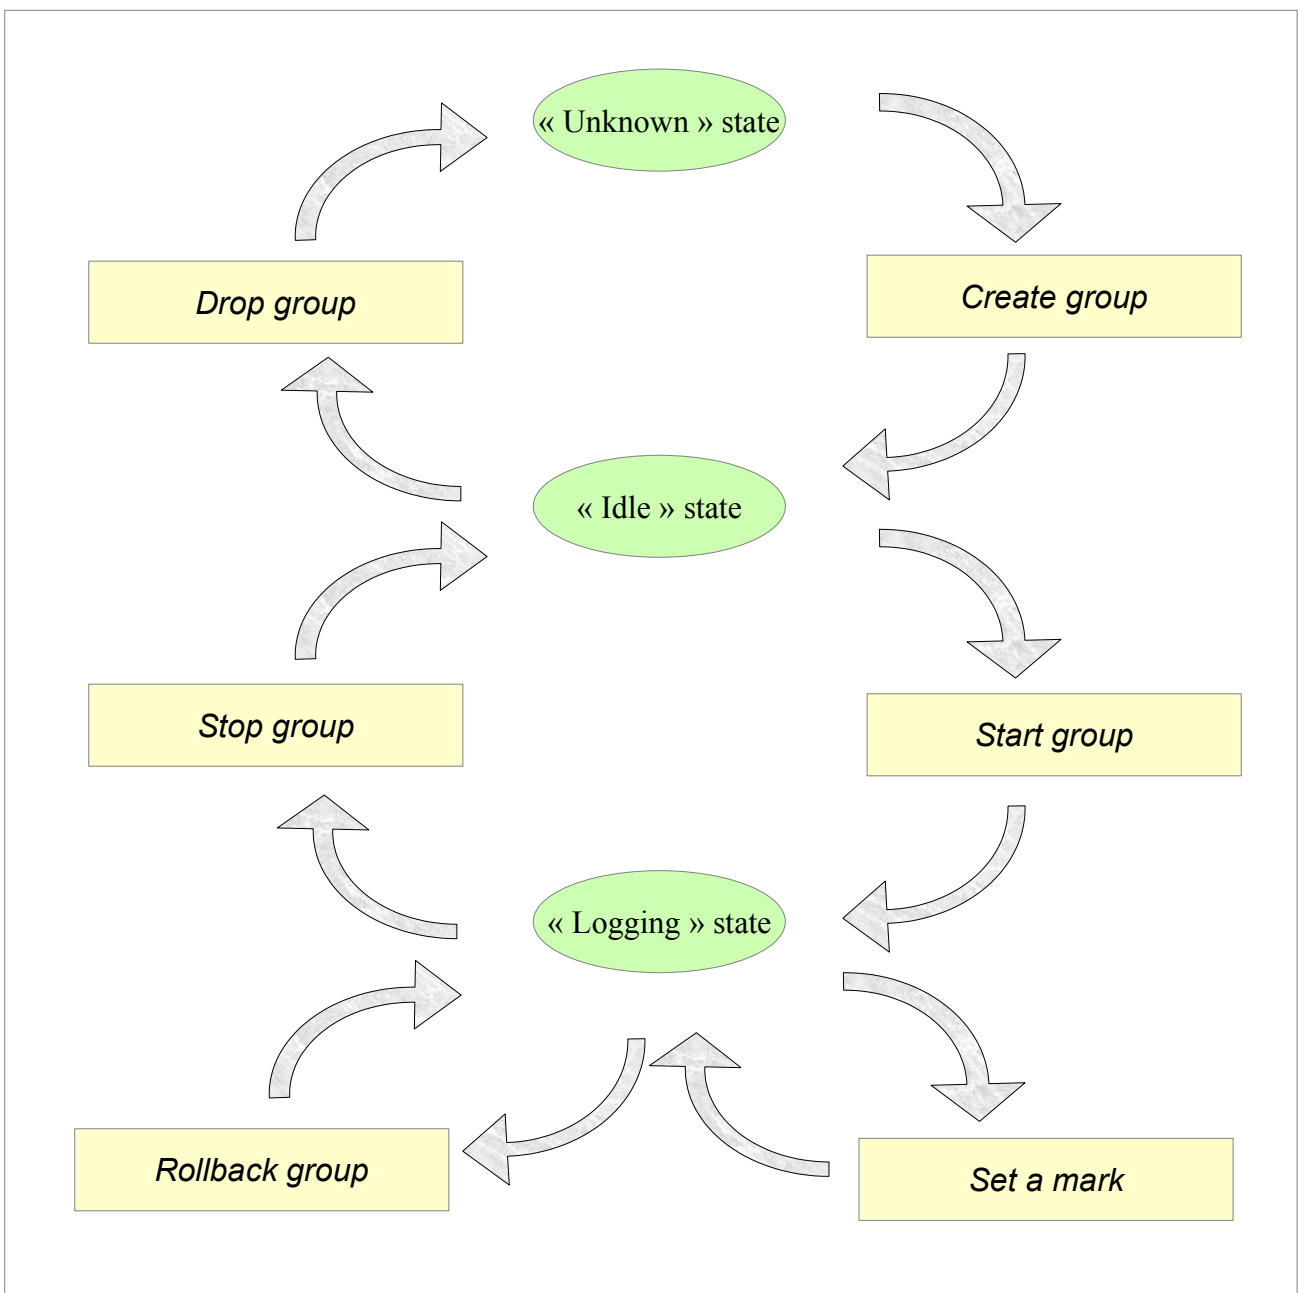 « Unknown » state
Drop group
Create group
« Idle » state
Stop group
Start group
« Logging » state
Rollback group
Set a mark